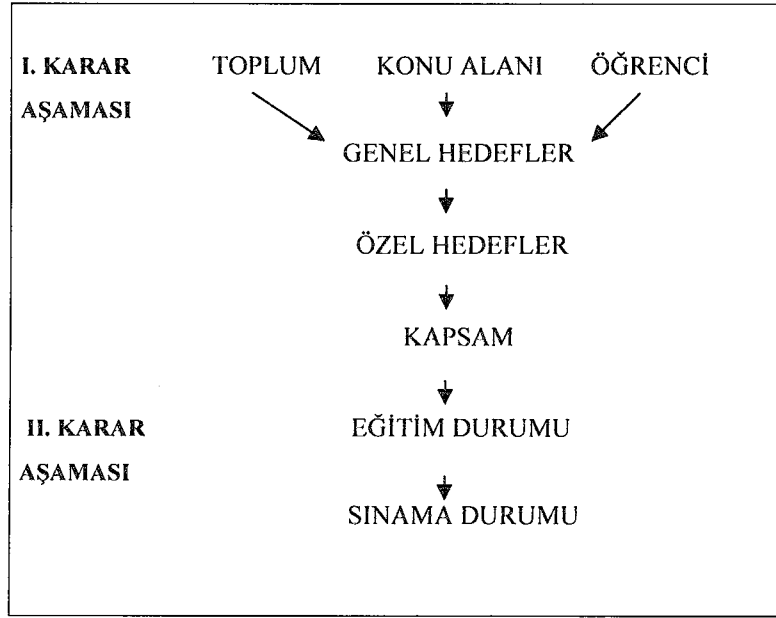 I. KARAR TOPLUM KONU ALANI ÖĞRENCİ
AŞAMASI
GENEL HEDEFLER
ÖZEL HEDEFLER
KAPSAM
II. KARAR EĞİTİM DURUMU
AŞAMASI
SINAMA DURUMU